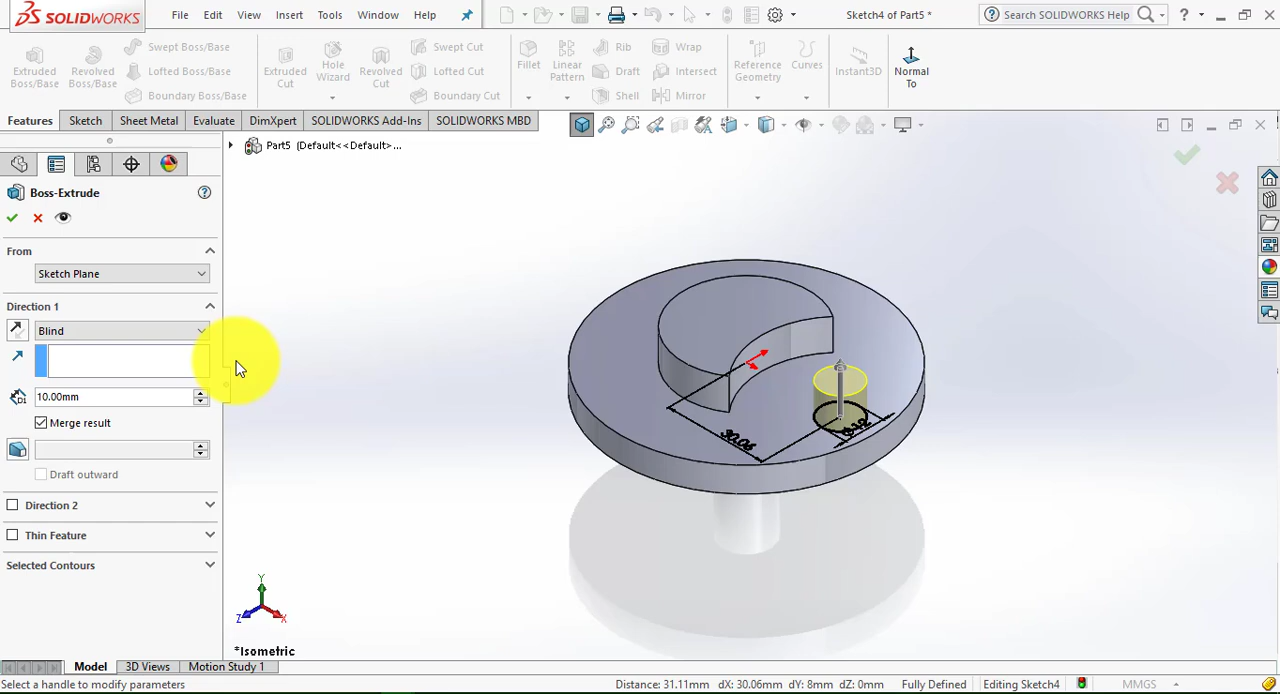 SOLIDWORKS
File Edit View Insert Tools Window Help
Sketch4 of Part5 *
Search SOLIDWORKS Help
?
Extruded Boss/Base
Revolved Boss/Base
Swept Boss/Base
Lofted Boss/Base
Boundary Boss/Base
Extruded Cut
Hole Wizard
Revolved Cut
Swept Cut
Lofted Cut
Boundary Cut
Fillet
Linear Pattern
Rib
Draft
Shell
Wrap
Intersect
Mirror
Reference Geometry
Curves
Instant3D
Normal To
Features Sketch Sheet Metal Evaluate DimXpert SOLIDWORKS Add-Ins SOLIDWORKS MBD
Part5 (Default<<Default>...
Boss-Extrude
From
Sketch Plane
Direction 1
Blind
D1
10.00mm
Merge result
Draft outward
Direction 2
Thin Feature
Selected Contours
30.06
Y
Z
X
*Isometric
Model 3D Views Motion Study 1
Select a handle to modify parameters
Distance: 31.11mm dX: 30.06mm dY: 8mm dZ: 0mm Fully Defined Editing Sketch4 MMGS